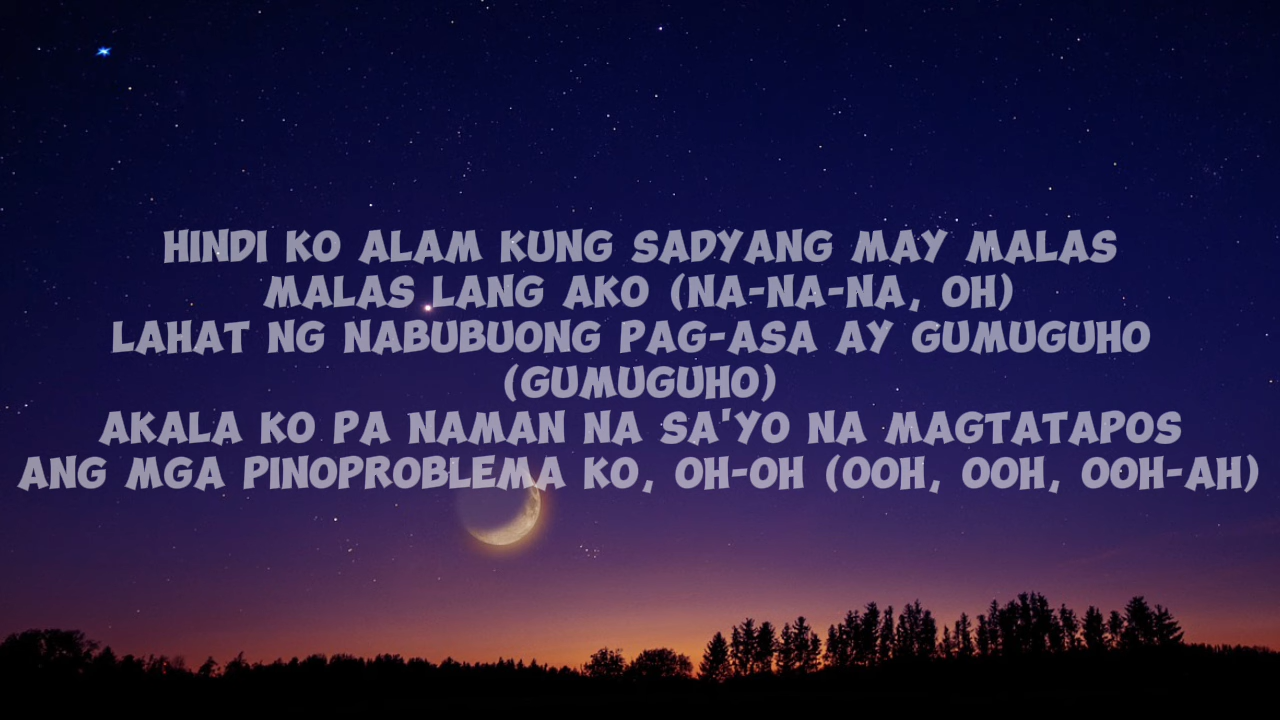 HINDI KO ALAM KUNG SADYANG MAY MALAS
MALAS LANG AKO (NA-NA-NA, OH)
LAHAT NG NABUBUONG PAG-ASA AY GUMUGUHO
(GUMUGUHO)
AKALA KO PA NAMAN NA SA'YO NA MAGTATAPOS
ANG MGA PINOPROBLEMA KO, OH-OH (OOH, OOH, OOH-AH)